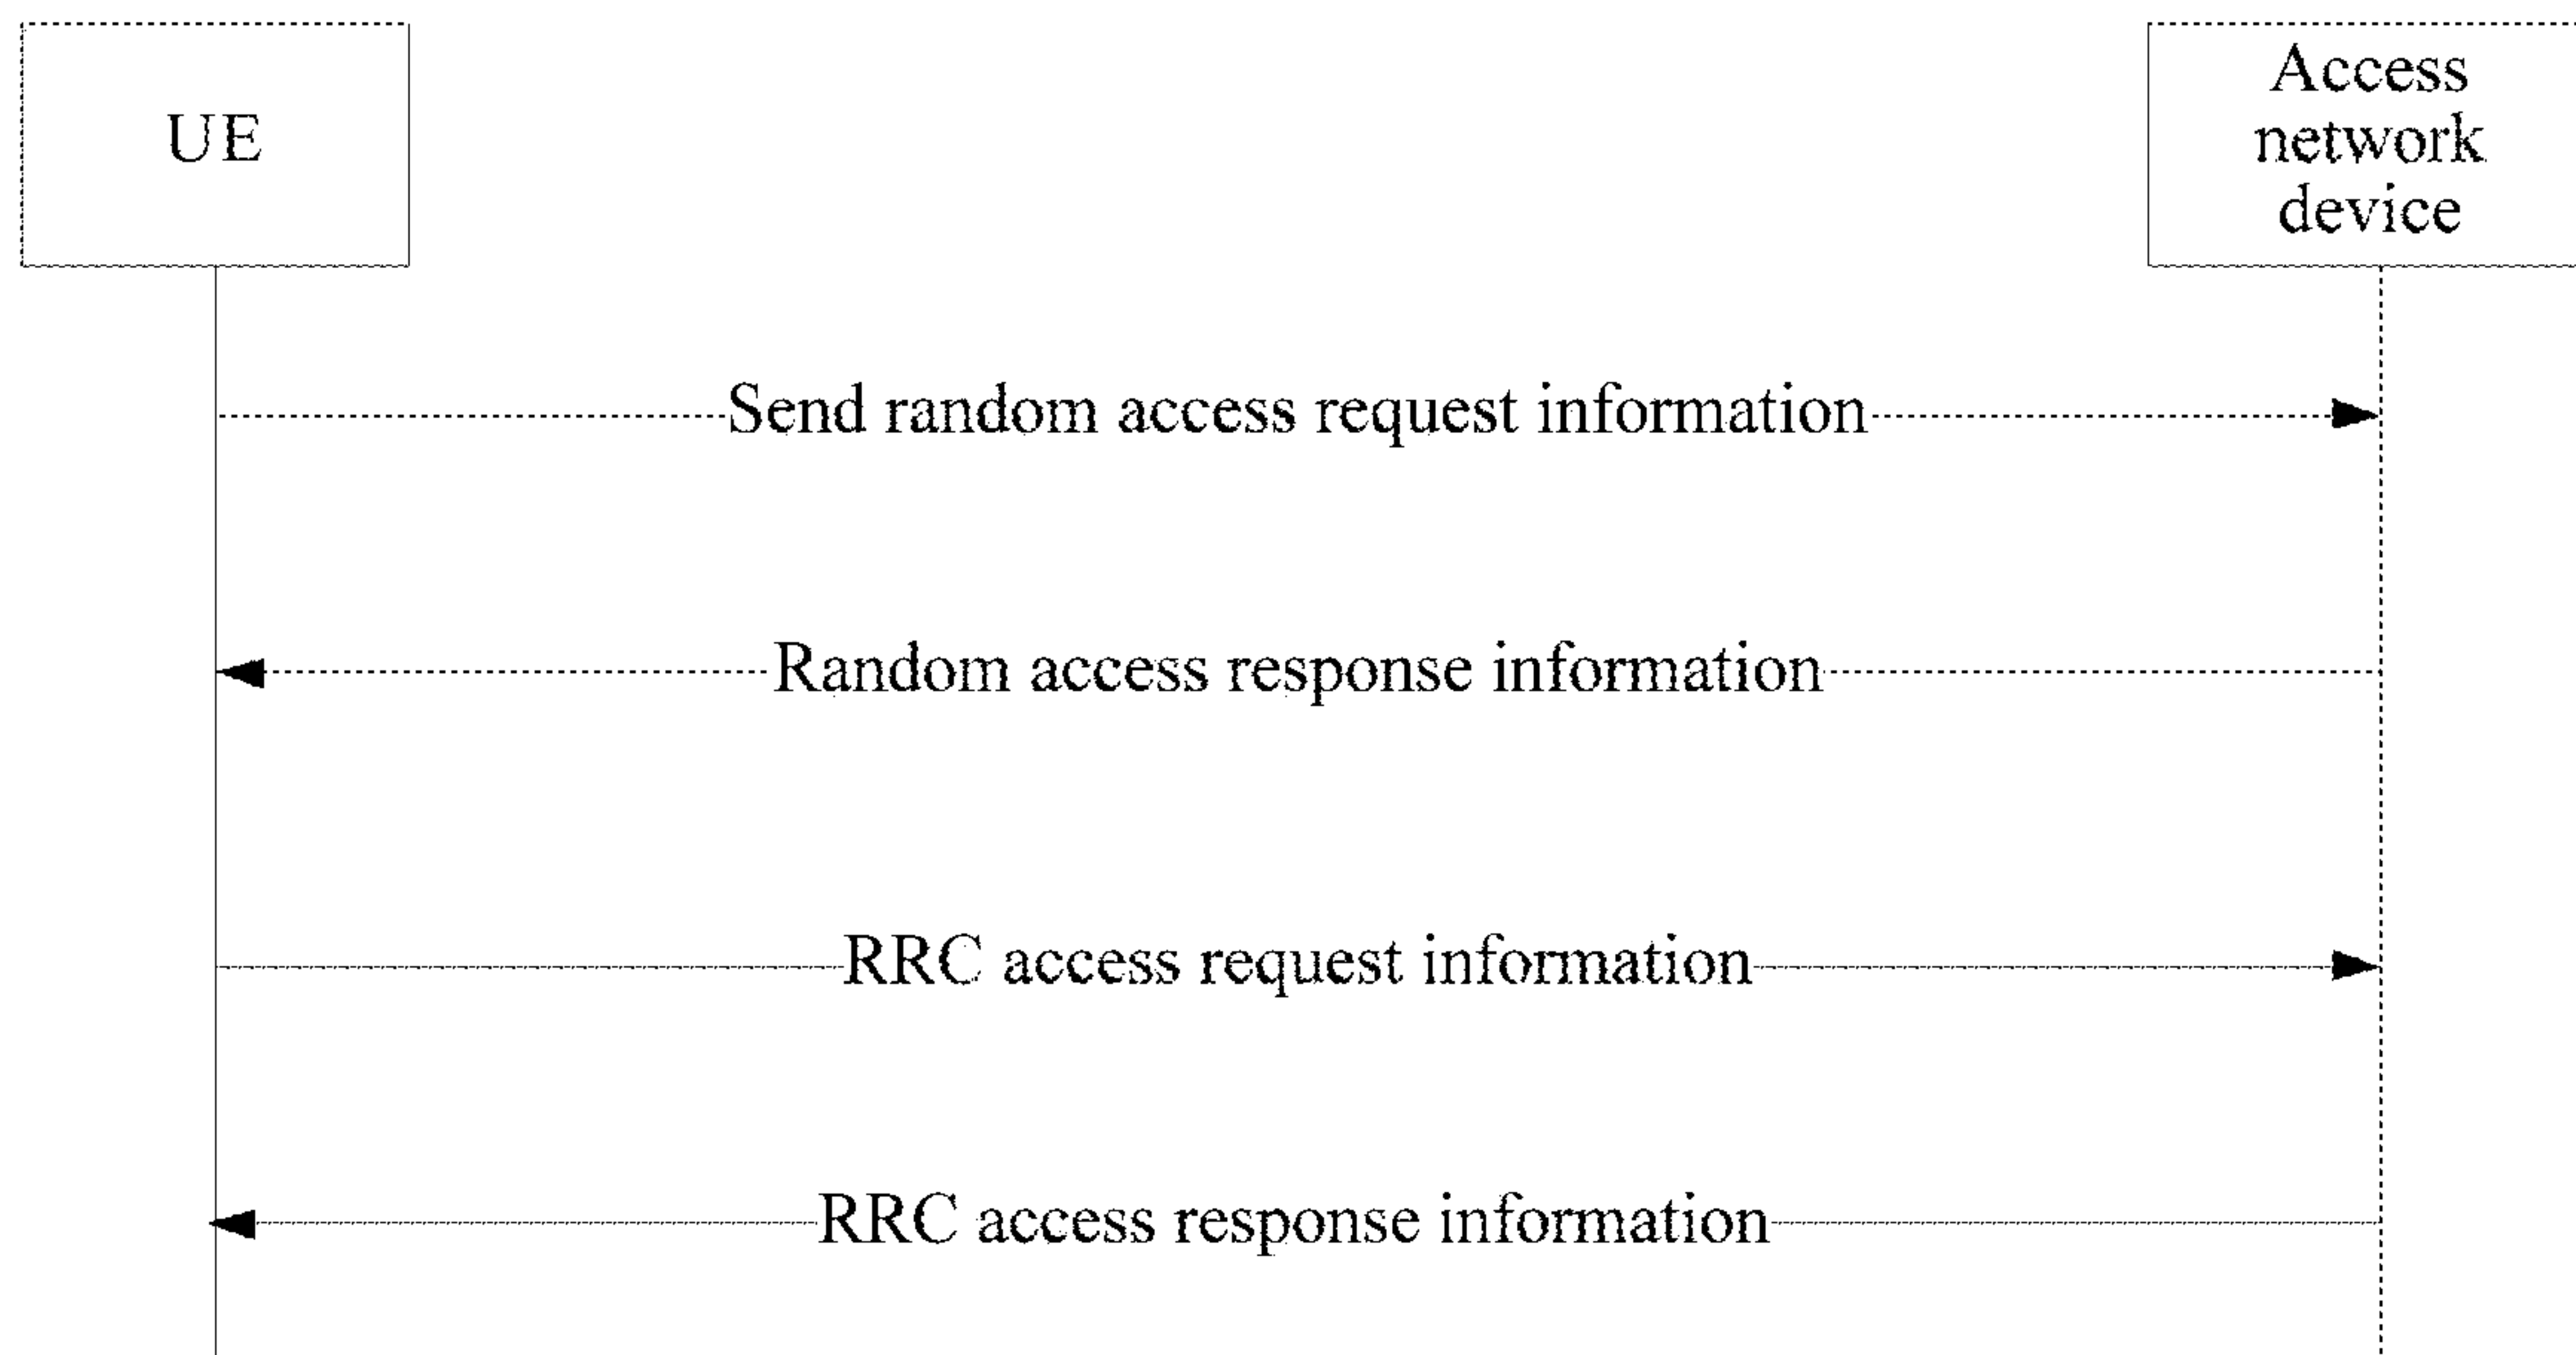 UE
Access
network
device
Send random access request information
Random access response information
RRC access request information
RRC access response information